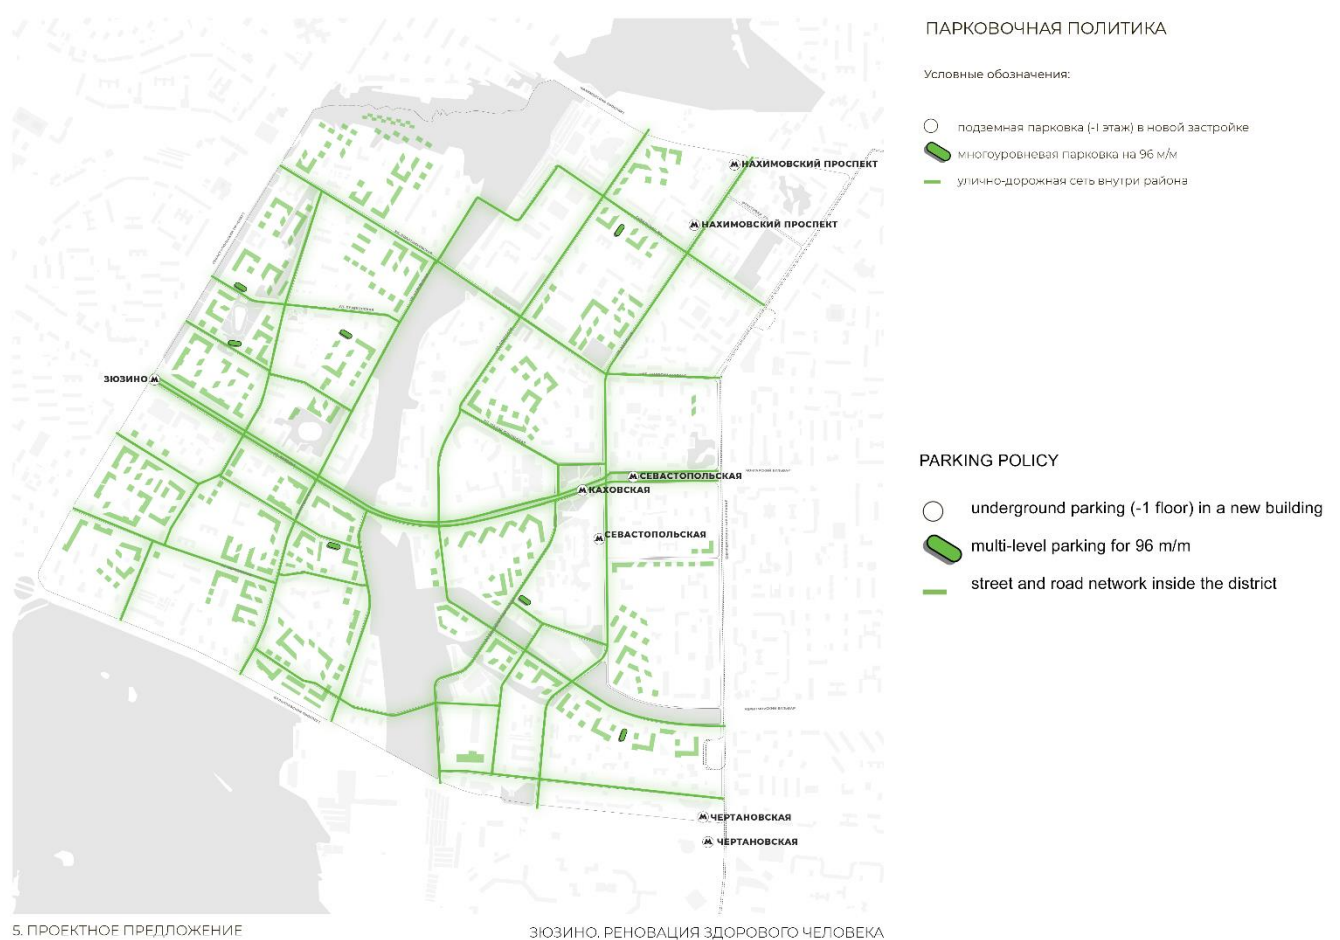 ПАРКОВОЧНАЯ ПОЛИТИКА
Условные обозначения:
подземная парковка (-1 этаж) в новой застройке
многоуровневая парковка на 96 м/м
улично-дорожная сеть внутри района
НАХИМОВСКИЙ ПРОСПЕКТ
НАХИМОВСКИЙ ПРОСПЕКТ
ЗЮЗИНО
СЕВАСТОПОЛЬСКАЯ
КАХОВСКАЯ
СЕВАСТОПОЛЬСКАЯ
ЧЕРТАНОВСКАЯ
ЧЕРТАНОВСКАЯ
PARKING POLICY
underground parking (-1 floor) in a new building
multi-level parking for 96 m/m
street and road network inside the district
5. ПРОЕКТНОЕ ПРЕДЛОЖЕНИЕ
ЗЮЗИНО. РЕНОВАЦИЯ ЗДОРОВОГО ЧЕЛОВЕКА